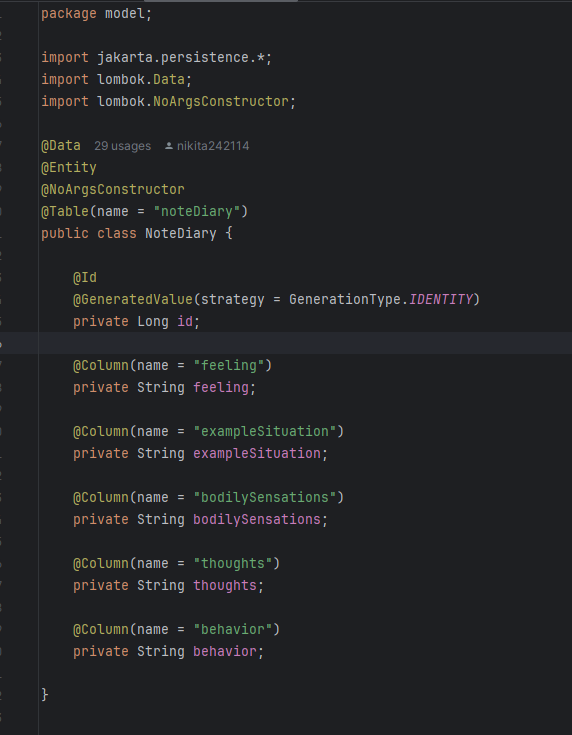 package model;
import jakarta.persistence.*;
import lombok.Data;
import lombok.NoArgsConstructor;
@Data 29 usages nikita242114
@Entity
@NoArgsConstructor
@Table(name = "noteDiary")
public class NoteDiary {
@Id
@GeneratedValue(strategy = GenerationType.IDENTITY)
private Long id;
@Column(name = "feeling")
private String feeling;
@Column(name = "exampleSituation")
private String exampleSituation;
@Column(name = "bodilySensations")
private String bodilySensations;
@Column(name = "thoughts")
private String thoughts;
@Column(name = "behavior")
private String behavior;
}